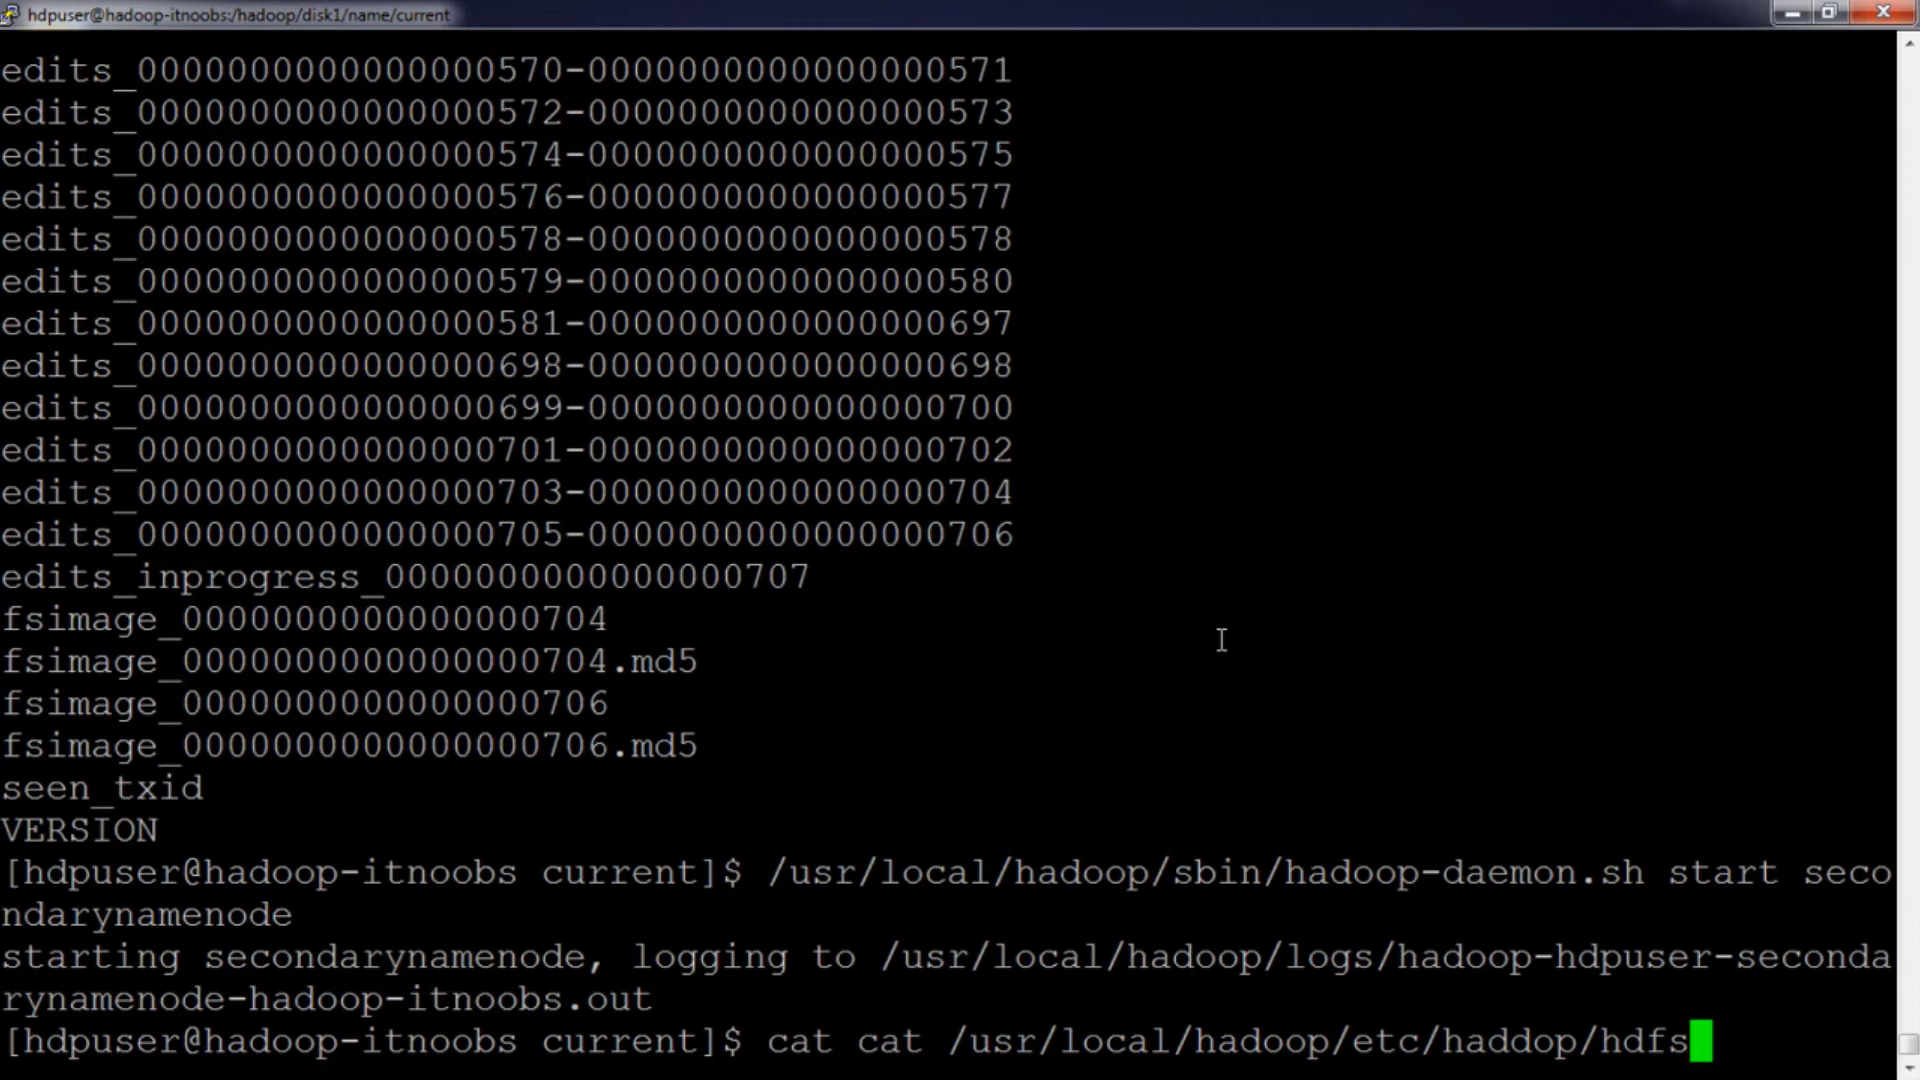 hdpuser@hadoop-itnoobs:/hadoop/disk1/name/current
edits_0000000000000000570-0000000000000000571
edits_0000000000000000572-0000000000000000573
edits_0000000000000000574-0000000000000000575
edits_0000000000000000576-0000000000000000577
edits_0000000000000000578-0000000000000000578
edits_0000000000000000579-0000000000000000580
edits_0000000000000000581-0000000000000000697
edits_0000000000000000698-0000000000000000698
edits_0000000000000000699-0000000000000000700
edits_0000000000000000701-0000000000000000702
edits_0000000000000000703-0000000000000000704
edits_0000000000000000705-0000000000000000706
edits_inprogress_0000000000000000707
fsimage_0000000000000000704
fsimage_0000000000000000704.md5
fsimage_0000000000000000706
fsimage_0000000000000000706.md5
seen_txid
VERSION
[hdpuser@hadoop-itnoobs current]$ /usr/local/hadoop/sbin/hadoop-daemon.sh start seco
ndarynamenode
starting secondarynamenode, logging to /usr/local/hadoop/logs/hadoop-hdpuser-seconda
rynamenode-hadoop-itnoobs.out
[hdpuser@hadoop-itnoobs current]$ cat cat /usr/local/hadoop/etc/haddop/hdfs